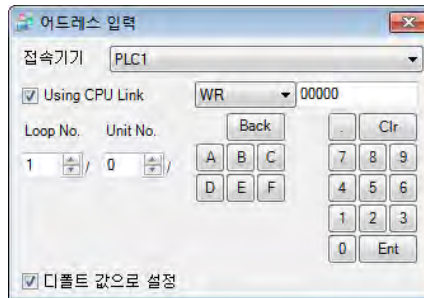 어드레스 입력
접속기기 PLC1
Using CPU Link WR 00000
Loop No. Unit No. Back . Clr
1 / 0 / A B C 7 8 9
D E F 4 5 6
1 2 3
0 Ent
디폴트 값으로 설정